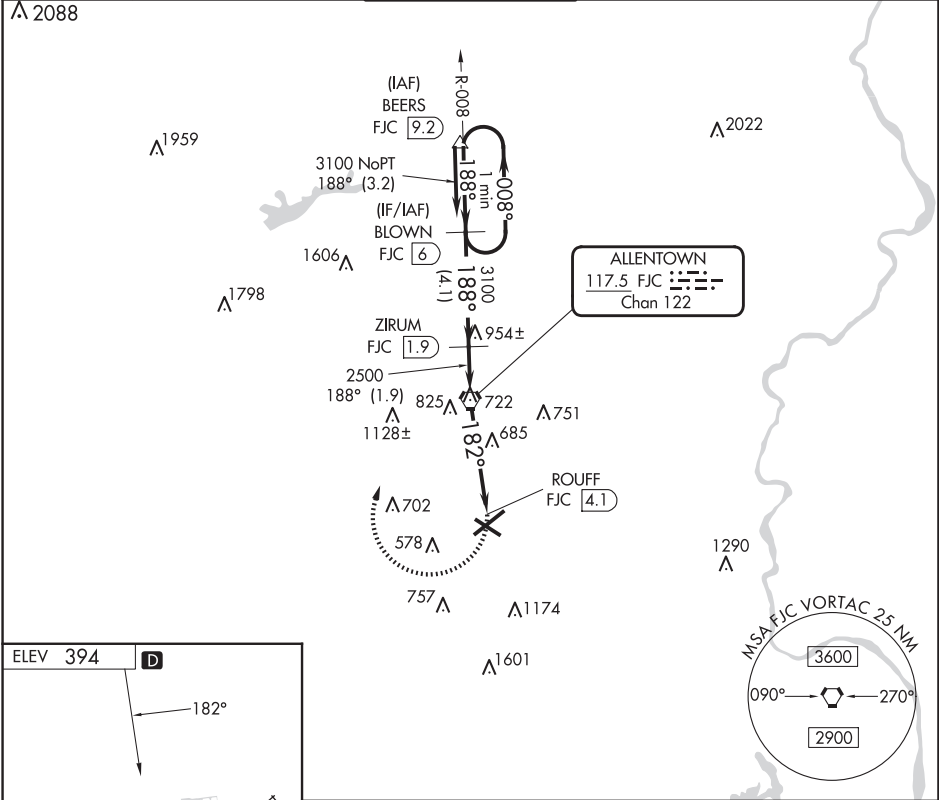 2088
(IAF)
BEERS
FJC 9.2
R-008
1959
2022
3100 NoPT
188° (3.2)
188°
1 min
008°
(IF/IAF)
BLOWN
FJC 6
1606
1798
3100
188°
(4.1)
ALLENTOWN
117.5 FJC
Chan 122
ZIRUM
FJC 1.9
954±
2500
188° (1.9)
825
722
751
1128±
685
182°
ROUFF
FJC 4.1
702
578
1290
757
1174
1601
MSA FJC VORTAC 25 NM
3600
090°
270°
2900
ELEV 394
D
182°